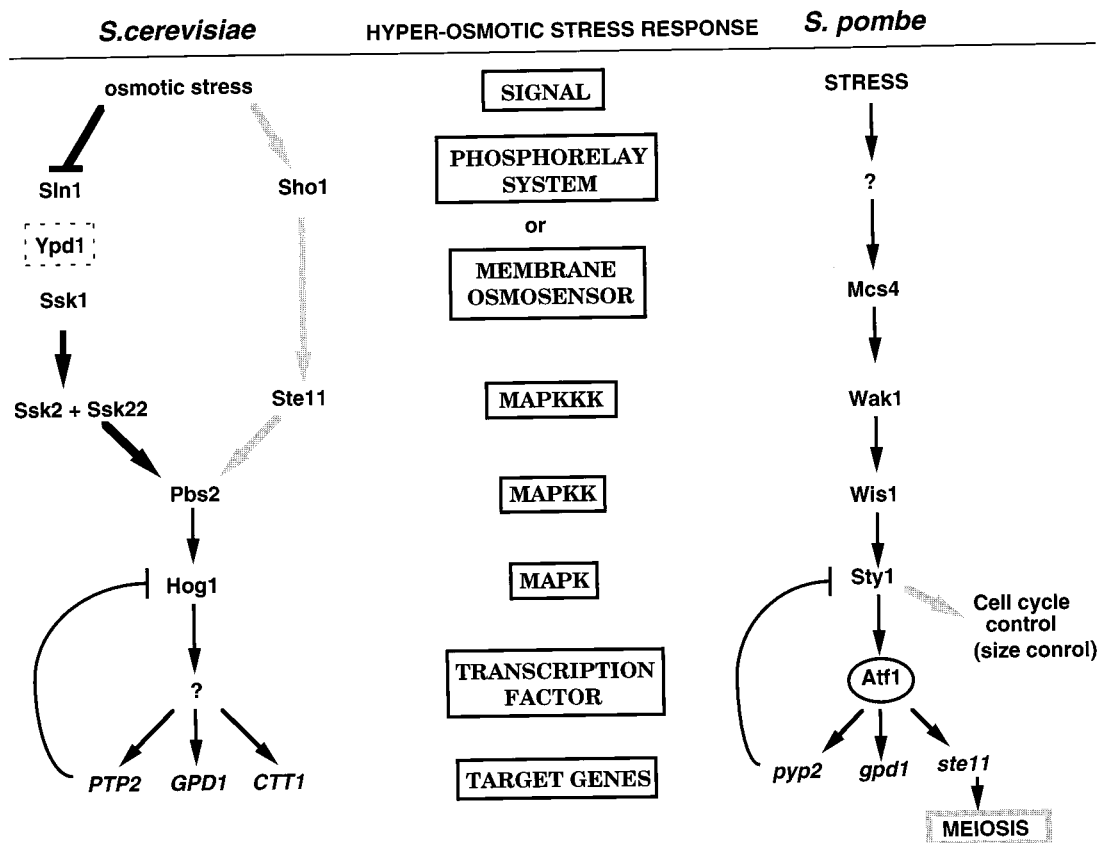 S.cerevisiae
HYPER-OSMOTIC STRESS RESPONSE
S. pombe
osmotic stress
SIGNAL
STRESS
PHOSPHORELAY
SYSTEM
Sln1
Sho1
?
Ypd1
or
Ssk1
MEMBRANE
OSMOSENSOR
Mcs4
Ssk2 + Ssk22
Ste11
MAPKKK
Wak1
Pbs2
MAPKK
Wis1
Hog1
MAPK
Sty1
Cell cycle
control
(size conrol)
?
TRANSCRIPTION
FACTOR
Atf1
PTP2
GPD1
CTT1
TARGET GENES
pyp2
gpd1
ste11
MEIOSIS